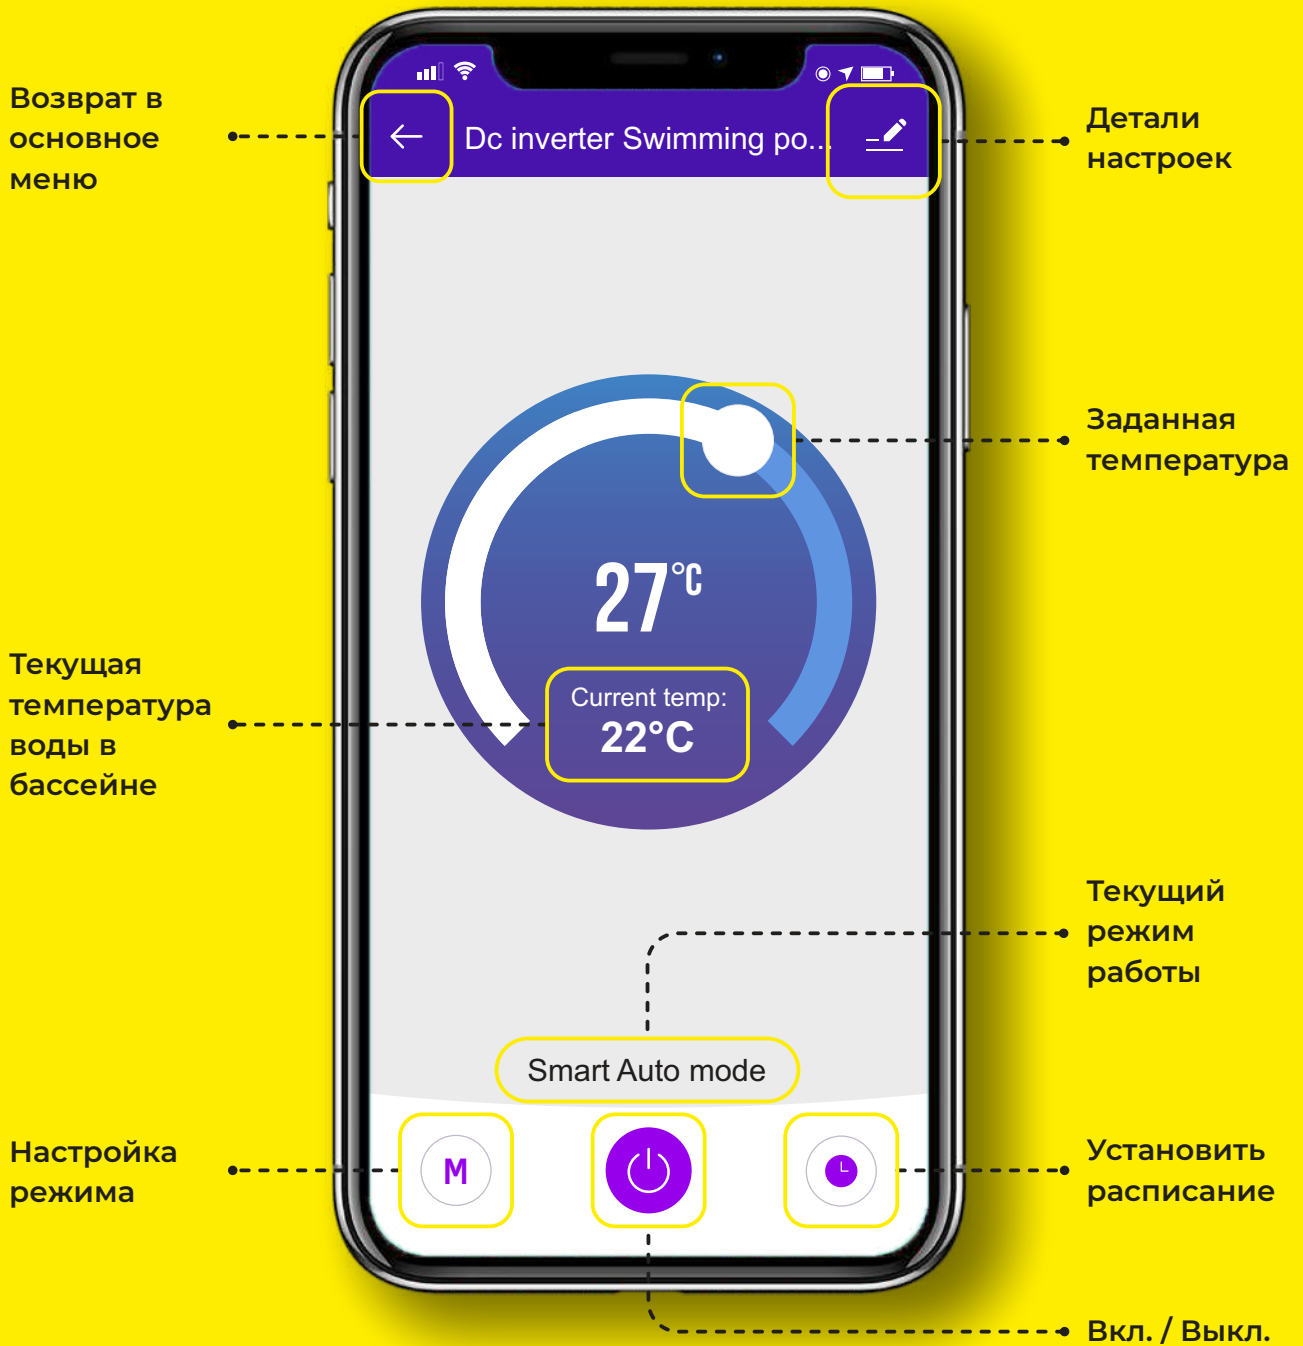 Возврат в
основное
меню
Dc inverter Swimming po...
Детали
настроек
Заданная
температура
27°C
Текущая
температура
воды в
бассейне
Current temp:
22°C
Текущий
режим
работы
Smart Auto mode
Настройка
режима
M
Установить
расписание
Вкл. / Выкл.